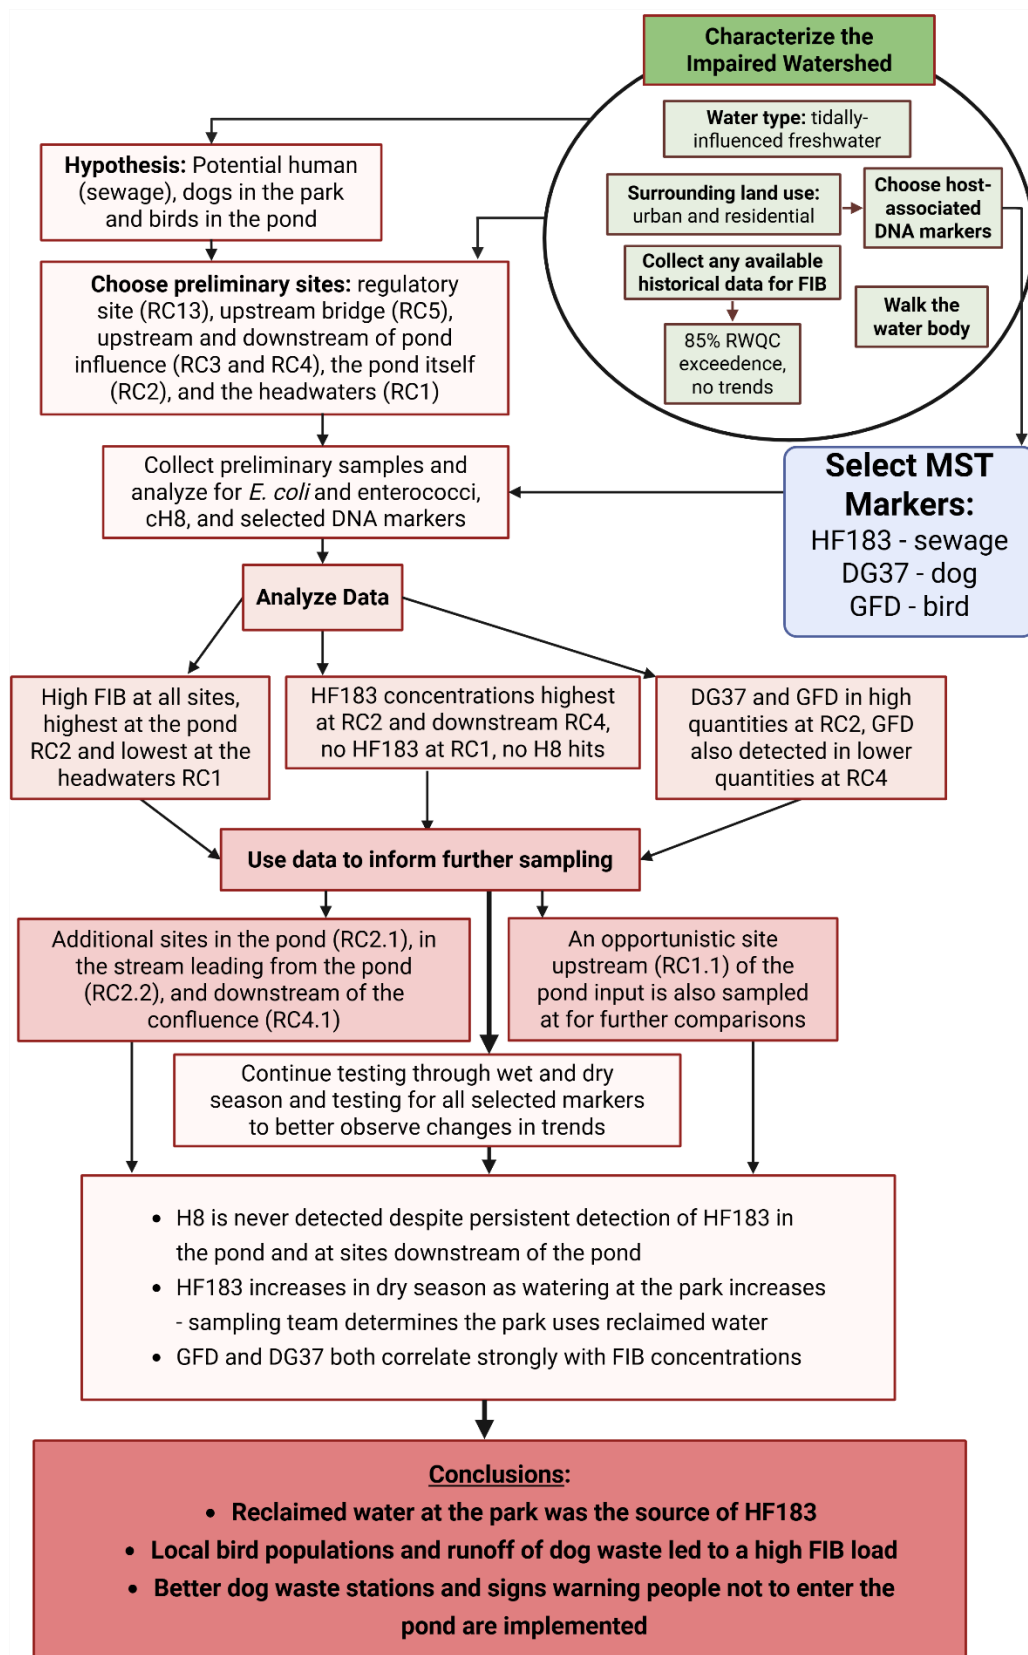 Characterize the
Impaired Watershed
Water type: tidally-
influenced freshwater
Surrounding land use:
urban and residential
Choose host-
associated
DNA markers
Collect any available
historical data for FIB
Walk the
water body
85% RWQC
exceedence,
no trends
Hypothesis: Potential human
(sewage), dogs in the park
and birds in the pond
Choose preliminary sites: regulatory
site (RC13), upstream bridge (RC5),
upstream and downstream of pond
influence (RC3 and RC4), the pond itself
(RC2), and the headwaters (RC1)
Select MST
Markers:
HF183 - sewage
DG37 - dog
GFD - bird
Collect preliminary samples and
analyze for E. coli and enterococci,
cH8, and selected DNA markers
Analyze Data
High FIB at all sites,
highest at the pond
RC2 and lowest at the
headwaters RC1
HF183 concentrations highest
at RC2 and downstream RC4,
no HF183 at RC1, no H8 hits
DG37 and GFD in high
quantities at RC2, GFD
also detected in lower
quantities at RC4
Use data to inform further sampling
Additional sites in the pond (RC2.1), in
the stream leading from the pond
(RC2.2), and downstream of the
confluence (RC4.1)
An opportunistic site
upstream (RC1.1) of the
pond input is also sampled
at for further comparisons
Continue testing through wet and dry
season and testing for all selected markers
to better observe changes in trends
• H8 is never detected despite persistent detection of HF183 in
the pond and at sites downstream of the pond
• HF183 increases in dry season as watering at the park increases
- sampling team determines the park uses reclaimed water
• GFD and DG37 both correlate strongly with FIB concentrations
Conclusions:
• Reclaimed water at the park was the source of HF183
• Local bird populations and runoff of dog waste led to a high FIB load
• Better dog waste stations and signs warning people not to enter the
pond are implemented